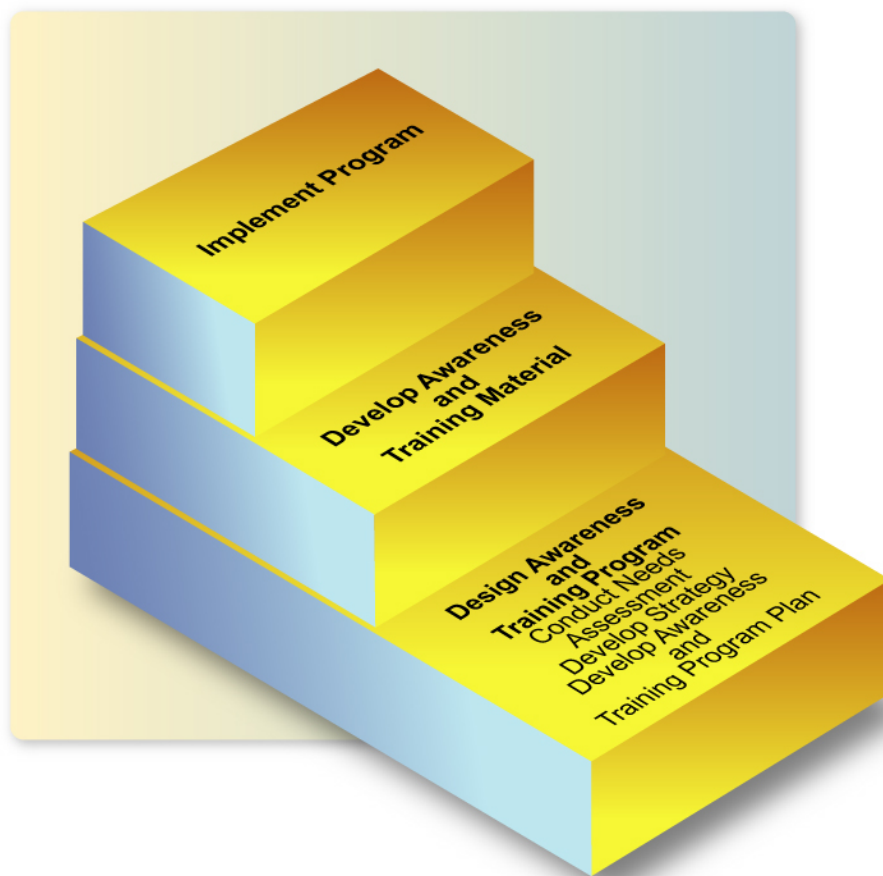 Implement Program
Develop Awareness
and
Training Material
Design Awareness
and
Training Program
Conduct Needs
Assessment
Develop Strategy
Develop Awareness
and
Training Program Plan